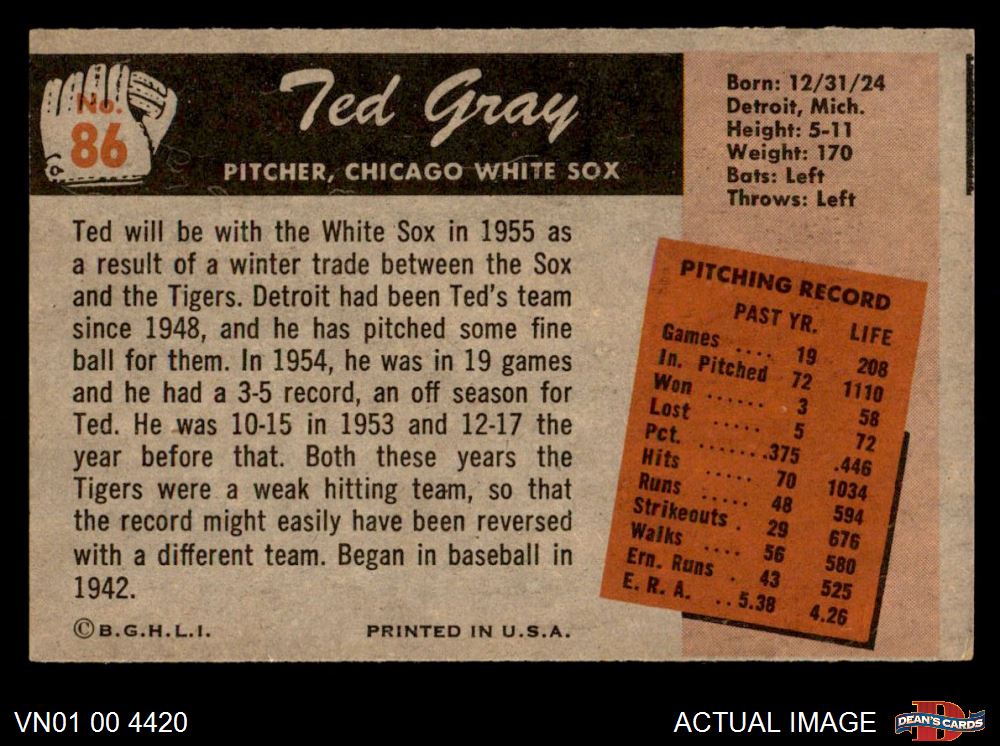 No.
86
Ted Gray
PITCHER, CHICAGO WHITE SOX
Born: 12/31/24
Detroit, Mich.
Height: 5-11
Weight: 170
Bats: Left
Throws: Left
Ted will be with the White Sox in 1955 as
a result of a winter trade between the Sox
and the Tigers. Detroit had been Ted's team
since 1948, and he has pitched some fine
ball for them. In 1954, he was in 19 games
and he had a 3-5 record, an off season for
Ted. He was 10-15 in 1953 and 12-17 the
year before that. Both these years the
Tigers were a weak hitting team, so that
the record might easily have been reversed
with a different team. Began in baseball in
1942.
©B.G.H.L.I. PRINTED IN U.S.A.
PITCHING RECORD
PAST YR. LIFE
Games .... 19 208
In. Pitched 72 1110
Won ...... 3 58
Lost ..... 5 72
Pct. ....... .375 .446
Hits ..... 70 1034
Runs ..... 48 594
Strikeouts . 29 676
Walks .... 56 580
Ern. Runs . 43 525
E. R. A. .. 5.38 4.26
VN01 00 4420
ACTUAL IMAGE
D
DEAN'S CARDS